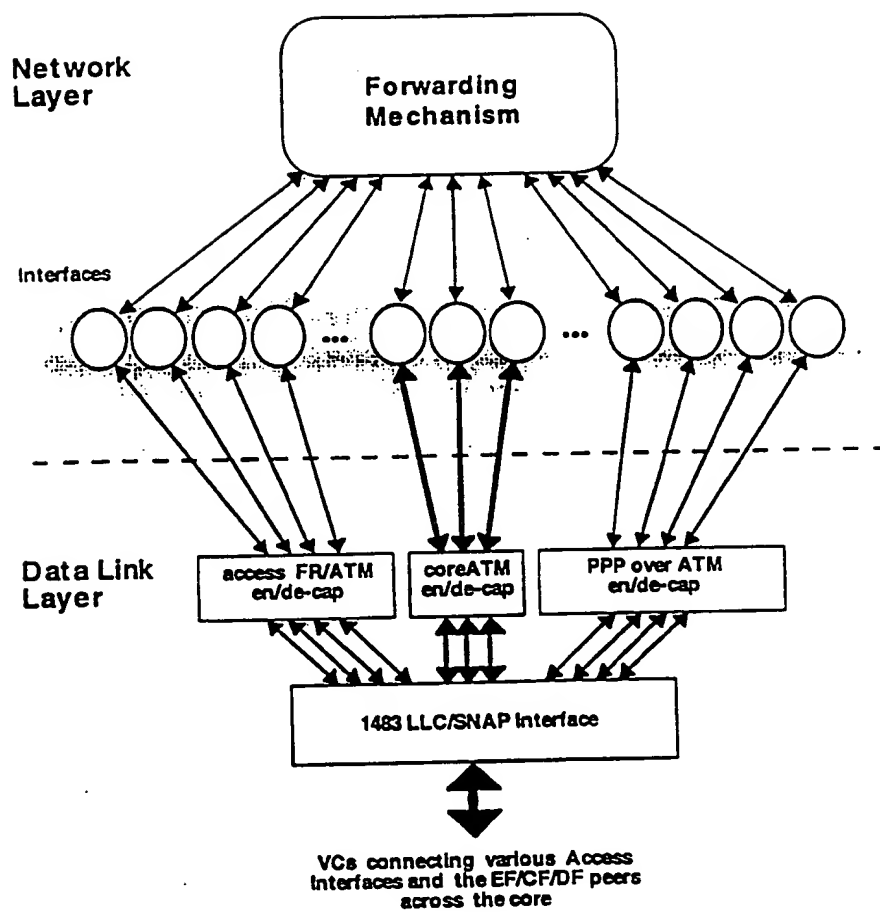 Network
Layer
Forwarding
Mechanism
Interfaces
...
...
Data Link
Layer
access FR/ATM
en/de-cap
coreATM
en/de-cap
PPP over ATM
en/de-cap
1483 LLC/SNAP Interface
VCs connecting various Access
Interfaces and the EF/CF/DF peers
across the core